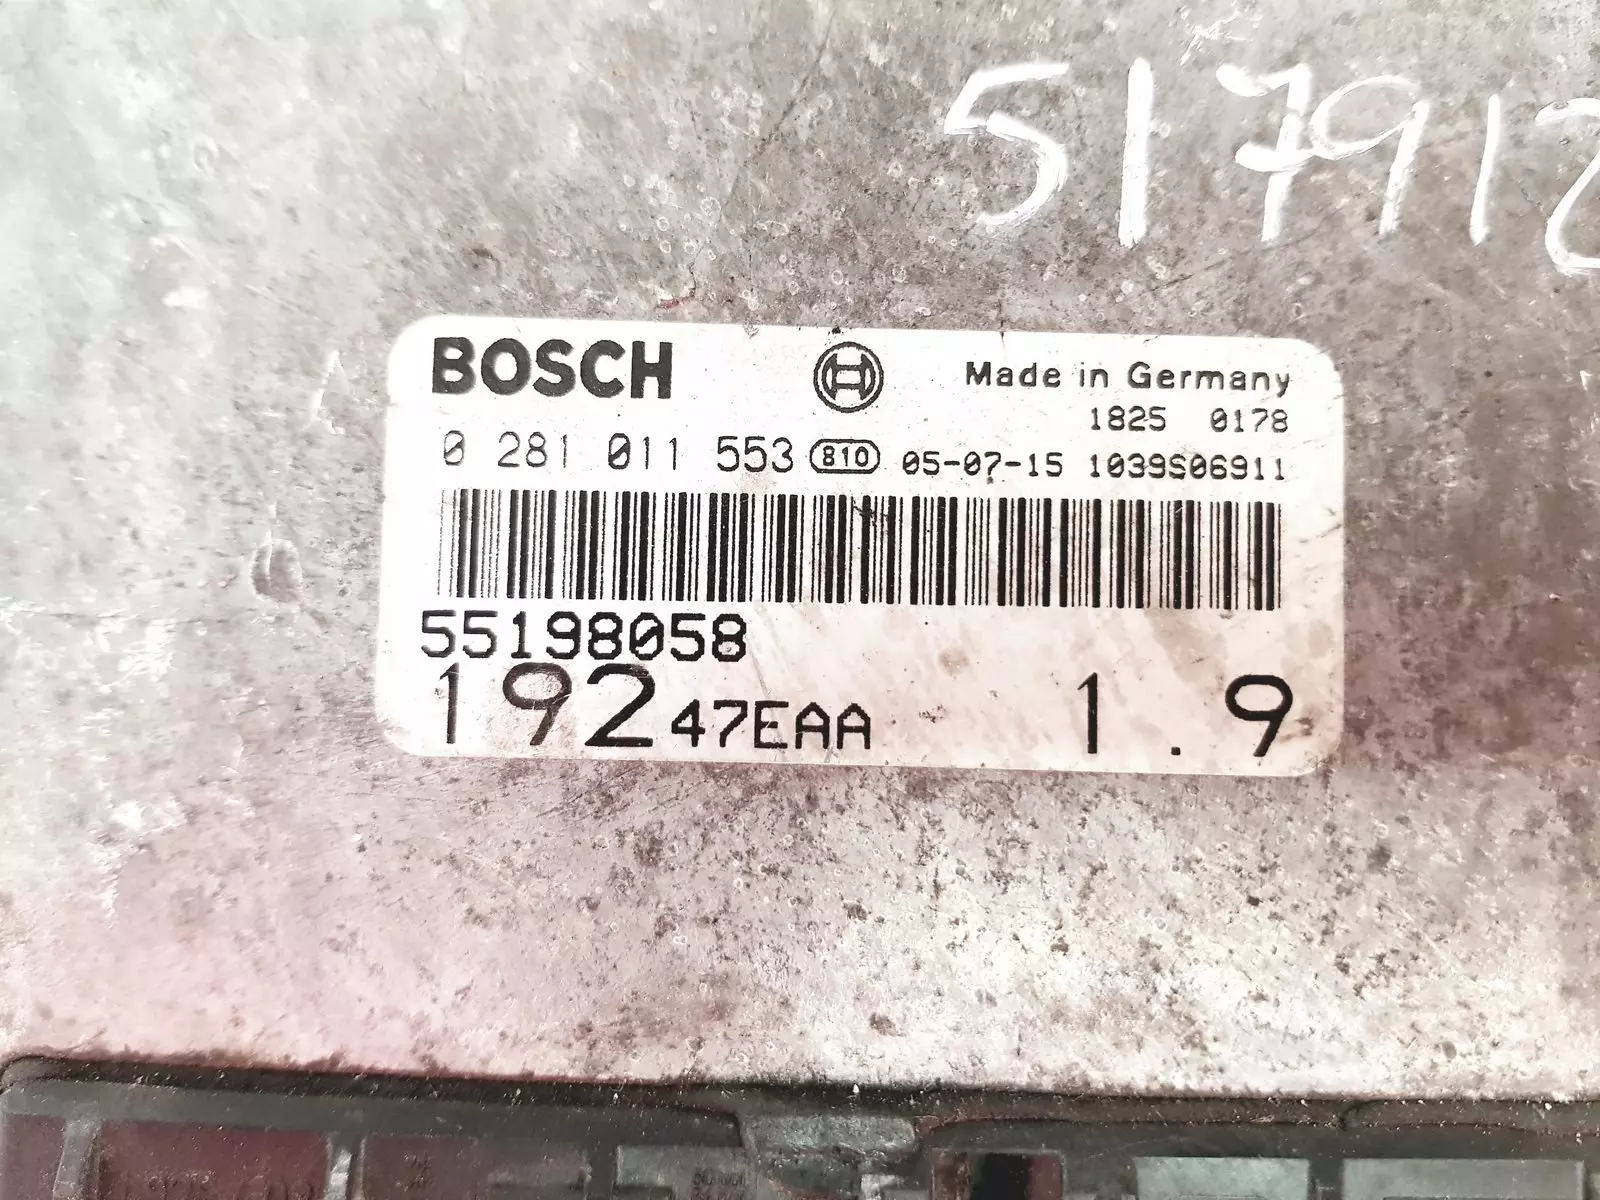 517912
BOSCH
Made in Germany
1825 0178
0 281 011 553 810 05-07-15 1039S06911
55198058
192 47EAA 1.9